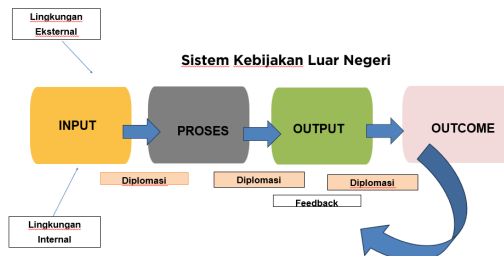 Lingkungan
Eksternal
Sistem Kebijakan Luar Negeri
INPUT
PROSES
OUTPUT
OUTCOME
Diplomasi
Diplomasi
Diplomasi
Feedback
Lingkungan
Internal